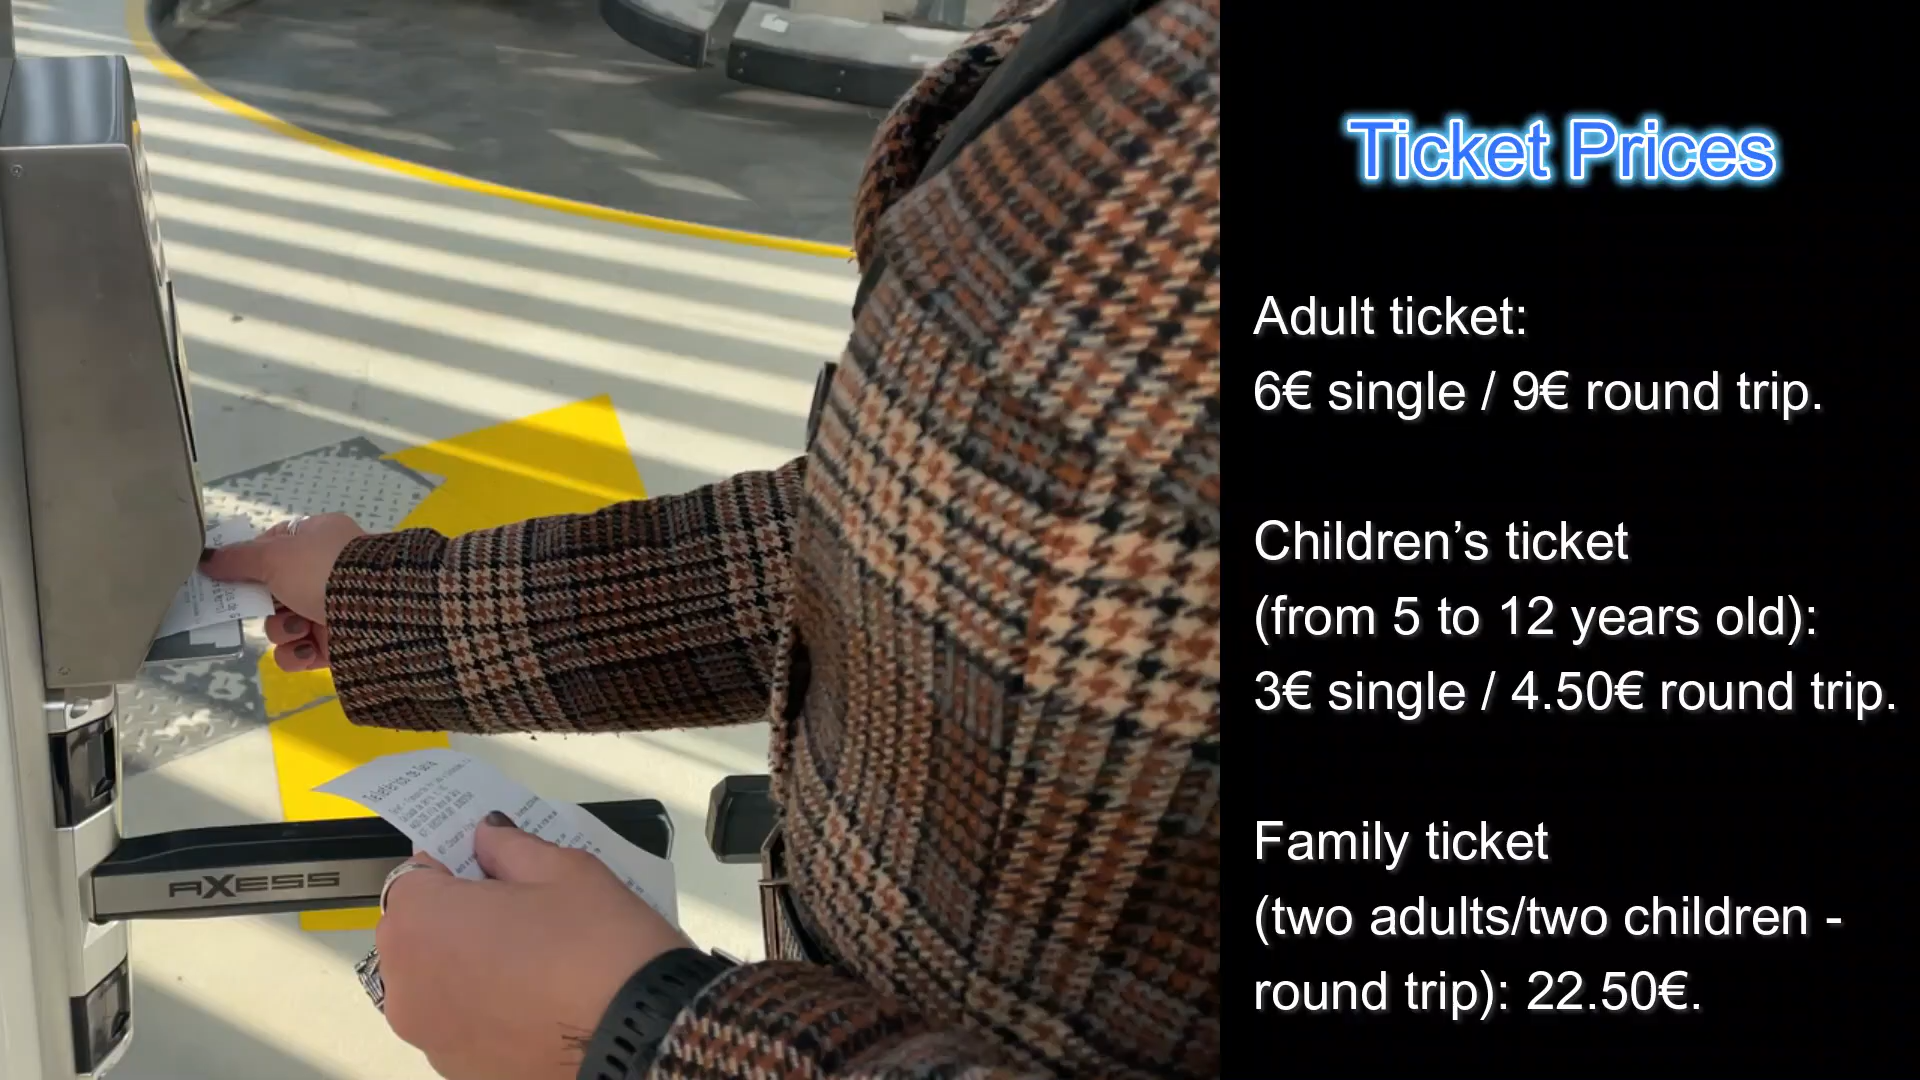 Ticket Prices
Adult ticket:
6€ single / 9€ round trip.
Children’s ticket
(from 5 to 12 years old):
3€ single / 4.50€ round trip.
Family ticket
(two adults/two children -
round trip): 22.50€.
AXESS